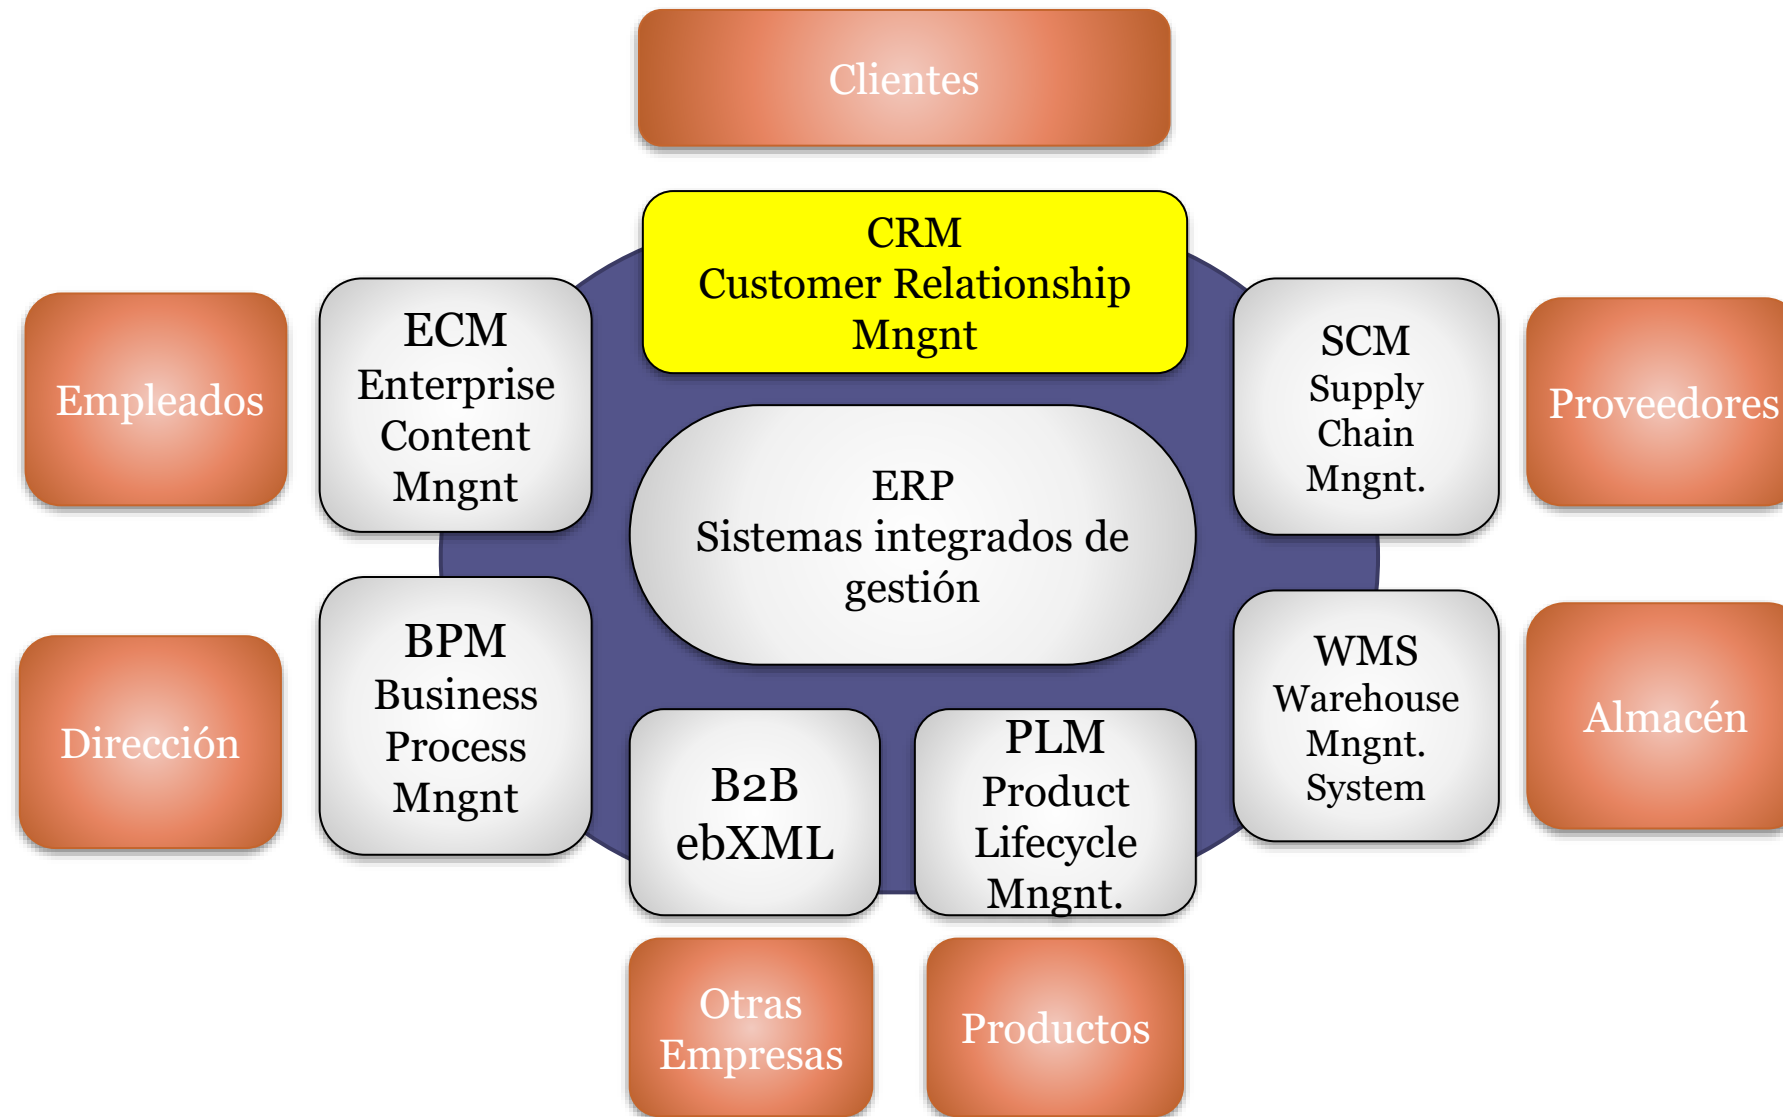 Clientes
CRM
Customer Relationship
Mngnt
Empleados
ECM
Enterprise
Content
Mngnt
ERP
Sistemas integrados de
gestión
SCM
Supply
Chain
Mngnt.
Proveedores
Dirección
BPM
Business
Process
Mngnt
B2B
ebXML
PLM
Product
Lifecycle
Mngnt.
WMS
Warehouse
Mngnt.
System
Almacén
Otras
Empresas
Productos